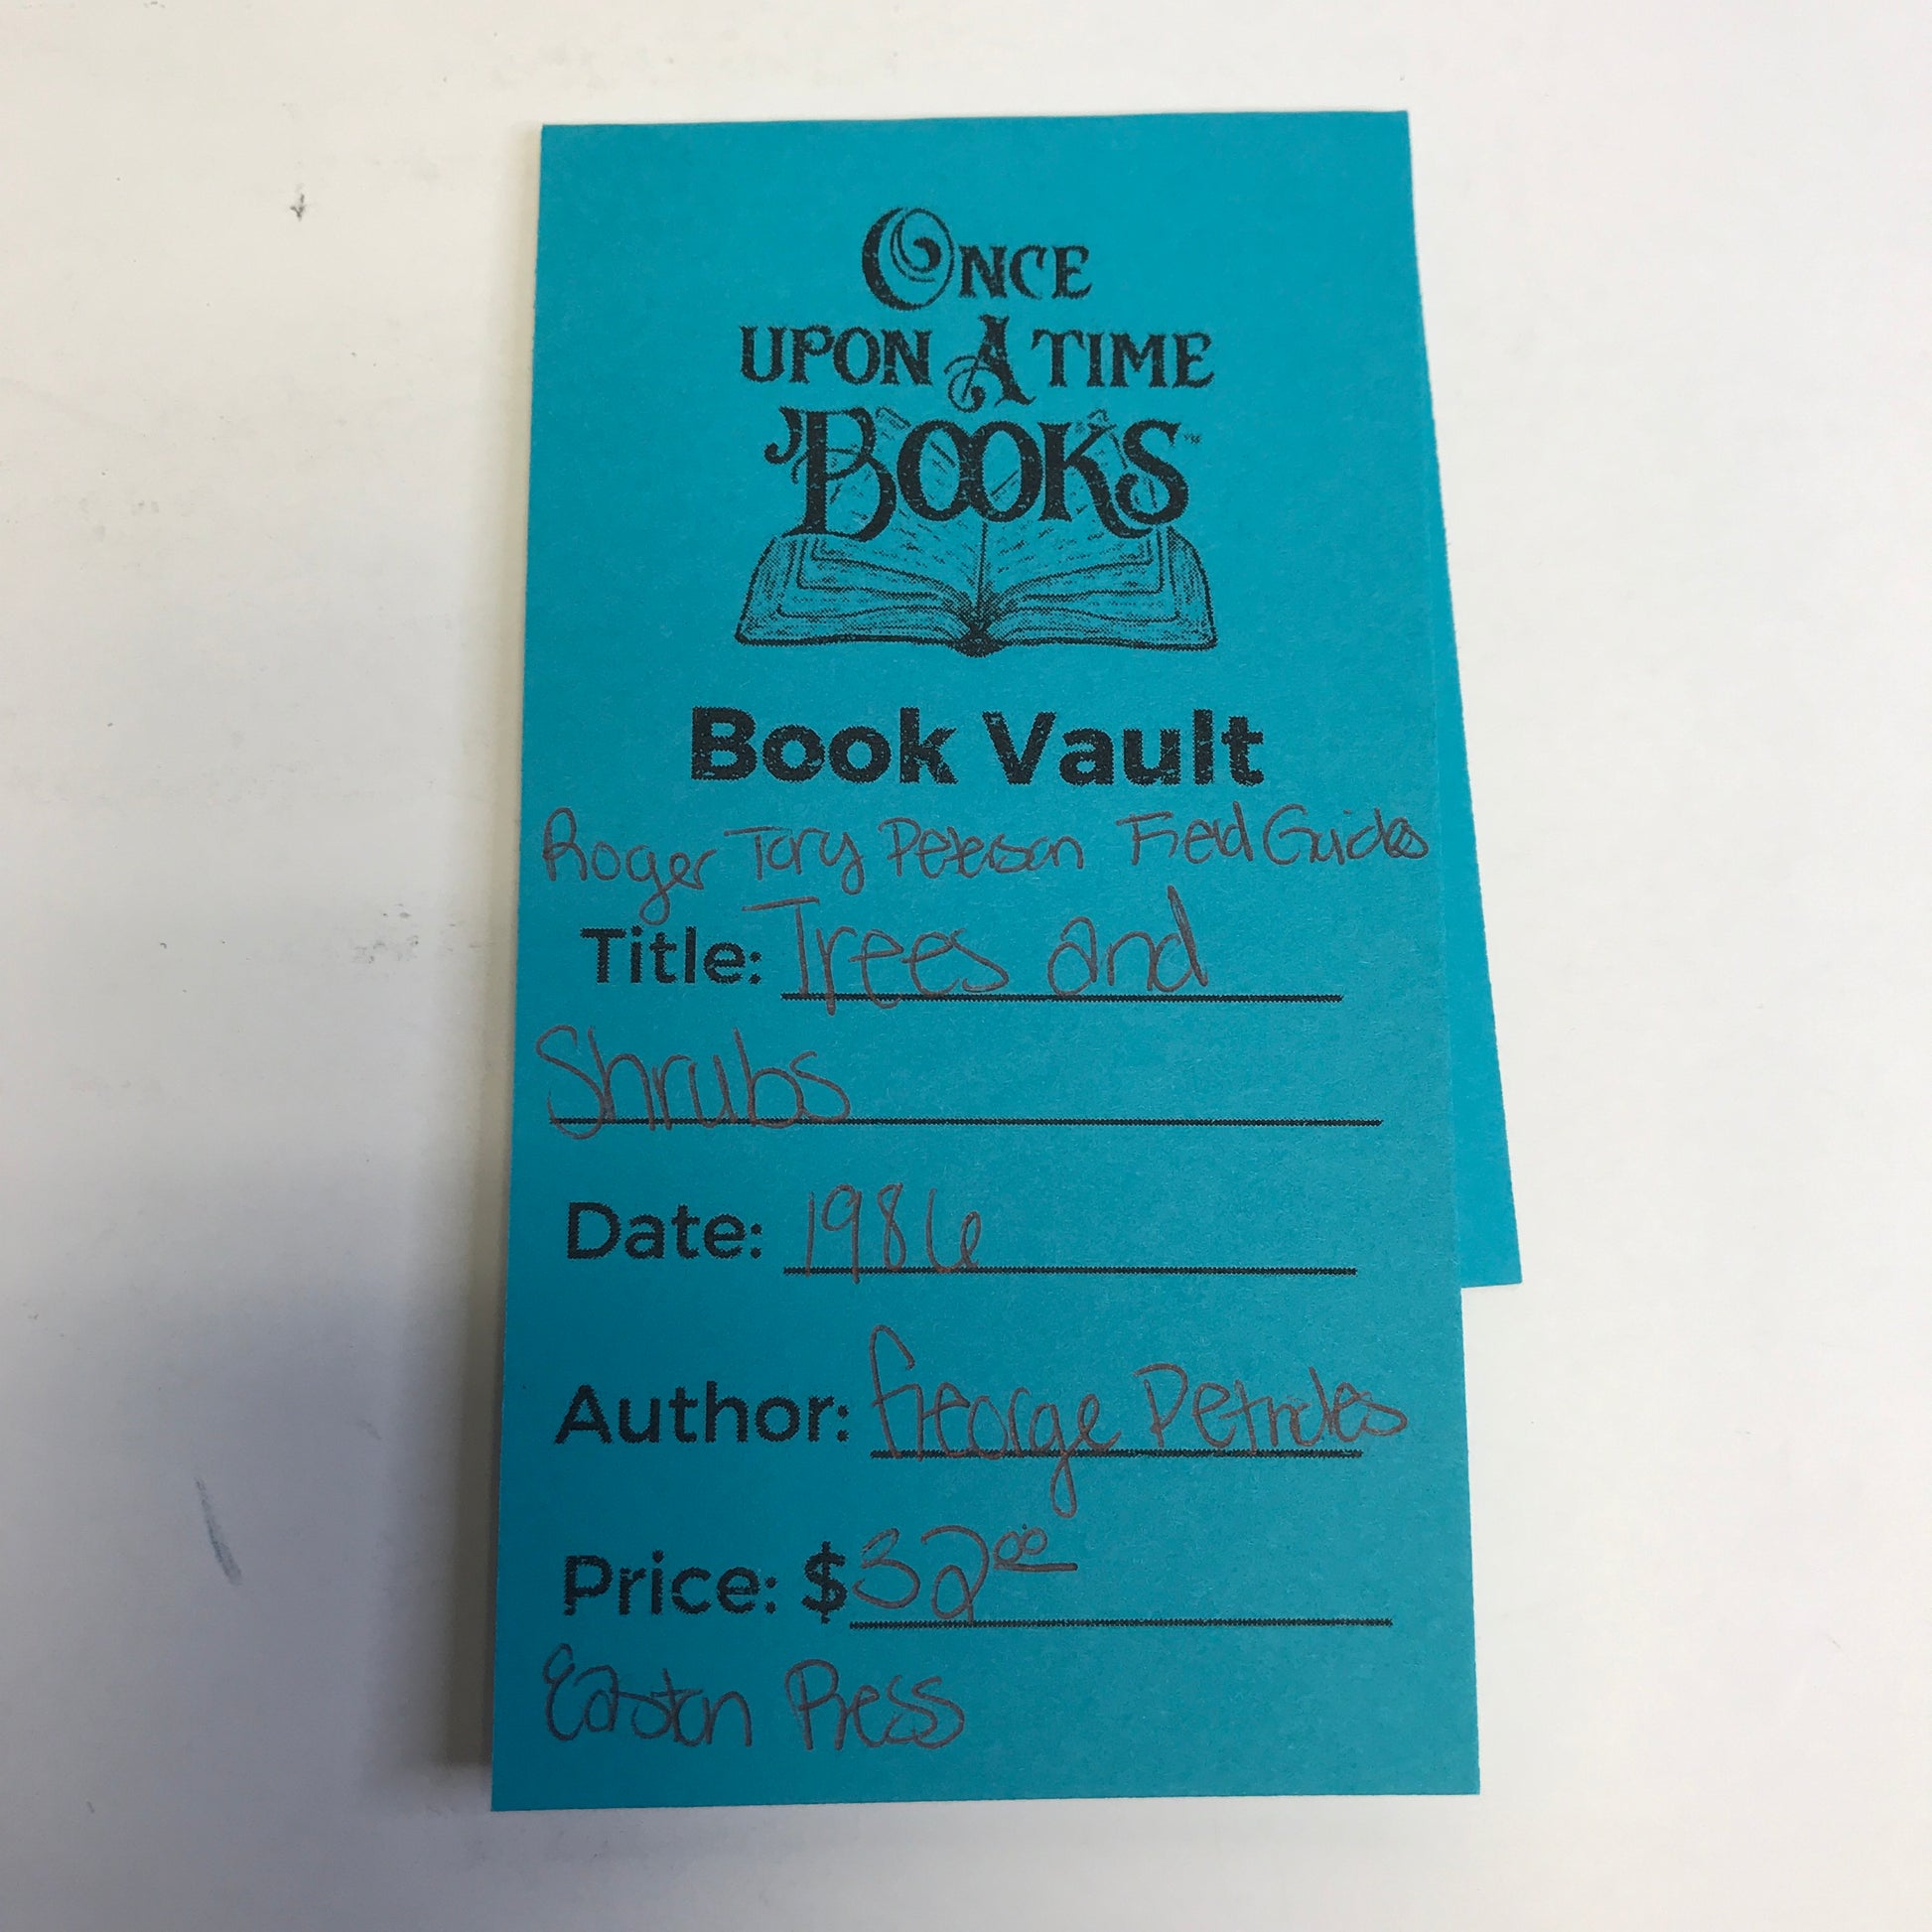 ONCE
UPON A TIME
BOOKS™
Book Vault
Roger Tory Peterson Field Guides
Title: Trees and
Shrubs
Date: 1986
Author: George Petrides
Price: $32.00
Easton Press